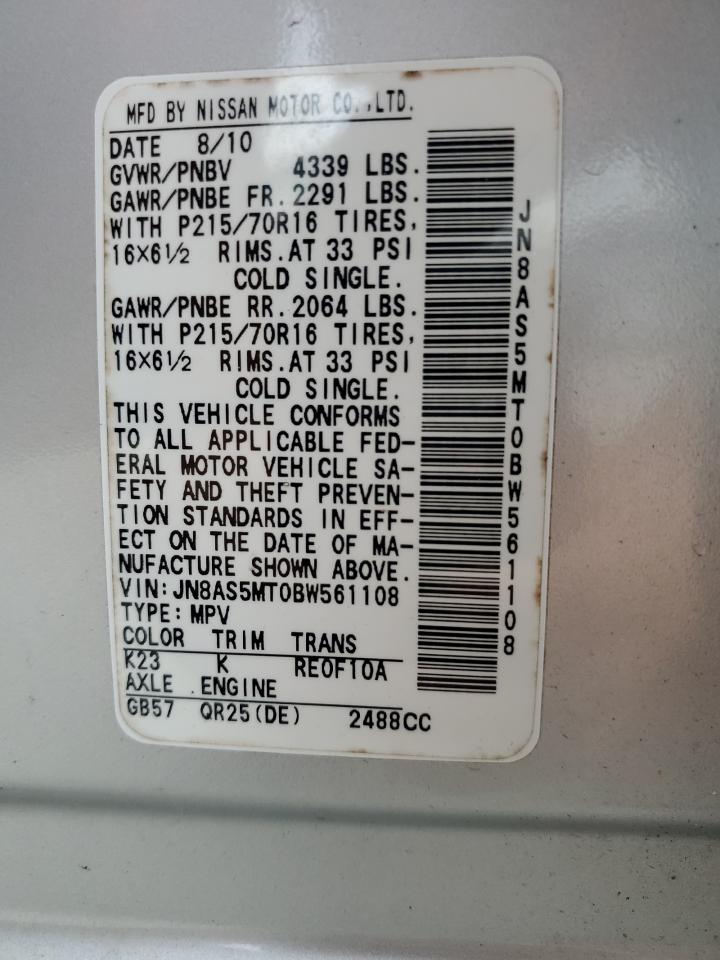 MFD BY NISSAN MOTOR CO.,LTD.
DATE 8/10
GVWR/PNBV 4339 LBS.
GAWR/PNBE FR. 2291 LBS.
WITH P215/70R16 TIRES,
16×6½ RIMS.AT 33 PSI
COLD SINGLE.
GAWR/PNBE RR. 2064 LBS.
WITH P215/70R16 TIRES,
16×6½ RIMS.AT 33 PSI
COLD SINGLE.
THIS VEHICLE CONFORMS
TO ALL APPLICABLE FED-
ERAL MOTOR VEHICLE SA-
FETY AND THEFT PREVEN-
TION STANDARDS IN EFF-
ECT ON THE DATE OF MA-
NUFACTURE SHOWN ABOVE.
VIN:JN8AS5MT0BW561108
TYPE:MPV
COLOR TRIM TRANS
K23 K RE0F10A
AXLE ENGINE
GB57 QR25(DE) 2488CC
JN8AS5MT0BW561108